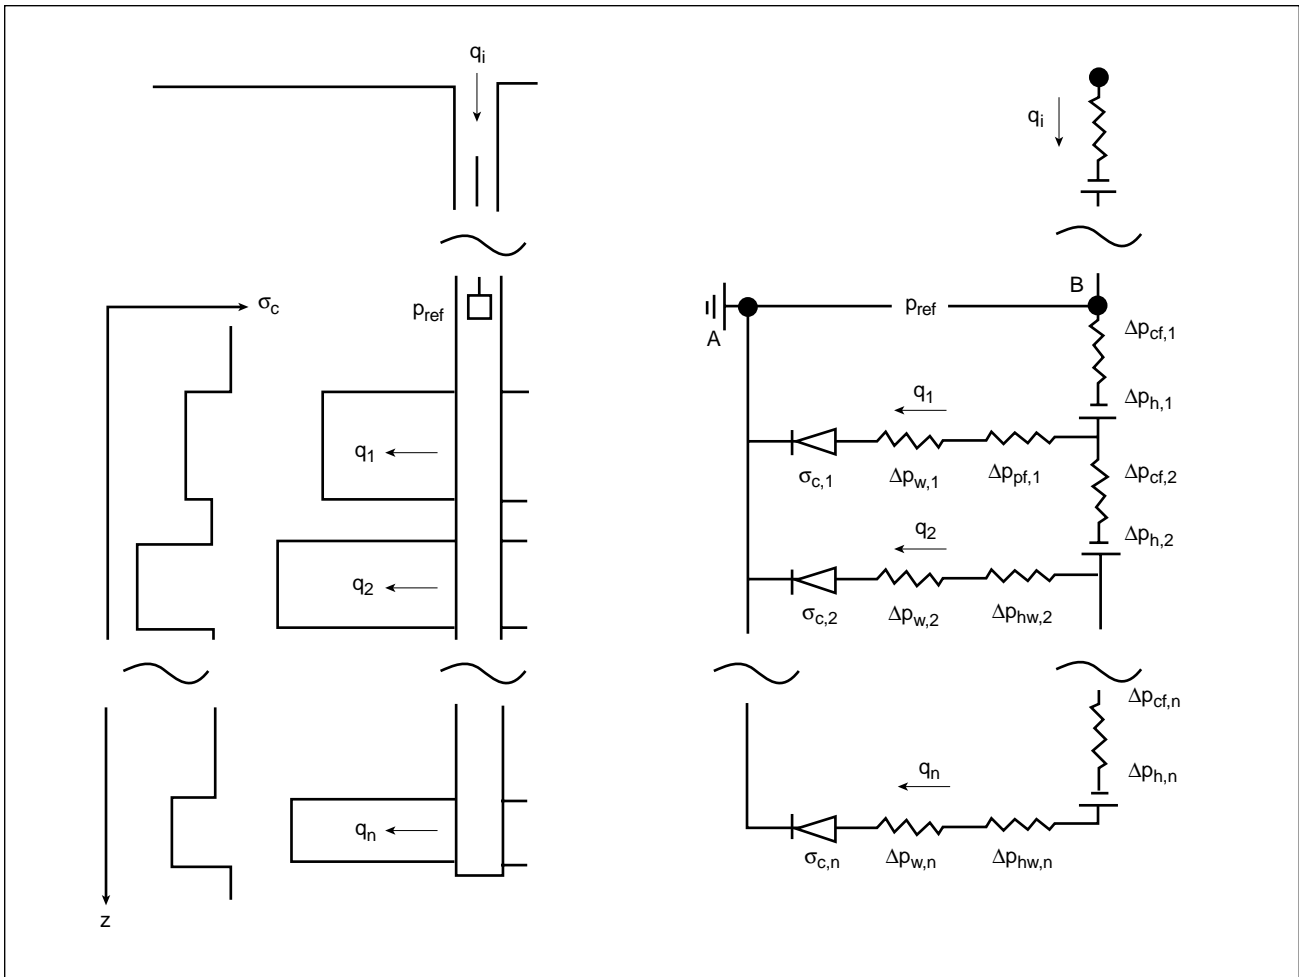 qi
qi
B
σc
pref
pref
A
Δpcf,1
q1
Δph,1
q1
σc,1
Δpw,1
Δppf,1
Δpcf,2
q2
Δph,2
q2
σc,2
Δpw,2
Δphw,2
Δpcf,n
qn
Δph,n
qn
σc,n
Δpw,n
Δphw,n
z